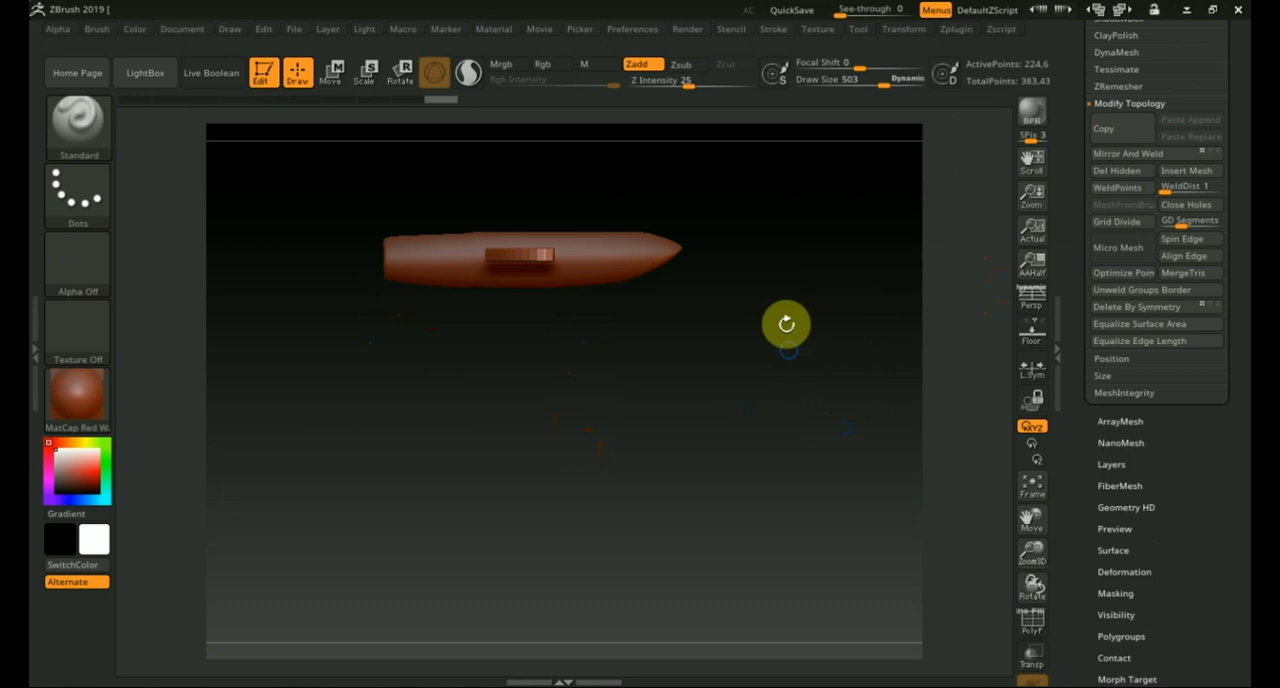 ZBrush 2019 [
AC QuickSave See-through 0 Menus DefaultZScript
Alpha Brush Color Document Draw Edit File Layer Light Macro Marker Material Movie Picker Preferences Render Stencil Stroke Texture Tool Transform Zplugin Zscript
Home Page LightBox Live Boolean Edit Draw Move Scale Rotate
Mrgb Rgb M Zadd Zsub Zcut
Rgb Intensity Z Intensity 25
Focal Shift 0
Draw Size 503 Dynamic
ActivePoints: 224,6
TotalPoints: 383,43
Standard
Dots
Alpha Off
Texture Off
MatCap Red Wa
Gradient
SwitchColor
Alternate
BPR
SPix 3
Scroll
Zoom
Actual
AAHalf
Dynamic
Persp
Floor
L.Sym
XYZ
Frame
Move
Zoom3D
Rotate
PolyF
Transp
ShadowBox
ClayPolish
DynaMesh
Tessimate
ZRemesher
Modify Topology
Copy Paste Append
Paste Replace
Mirror And Weld
Del Hidden Insert Mesh
WeldPoints WeldDist 1
MeshFromBru Close Holes
Grid Divide GD Segments
Micro Mesh Spin Edge
Align Edge
Optimize Poin MergeTris
Unweld Groups Border
Delete By Symmetry
Equalize Surface Area
Equalize Edge Length
Position
Size
MeshIntegrity
ArrayMesh
NanoMesh
Layers
FiberMesh
Geometry HD
Preview
Surface
Deformation
Masking
Visibility
Polygroups
Contact
Morph Target